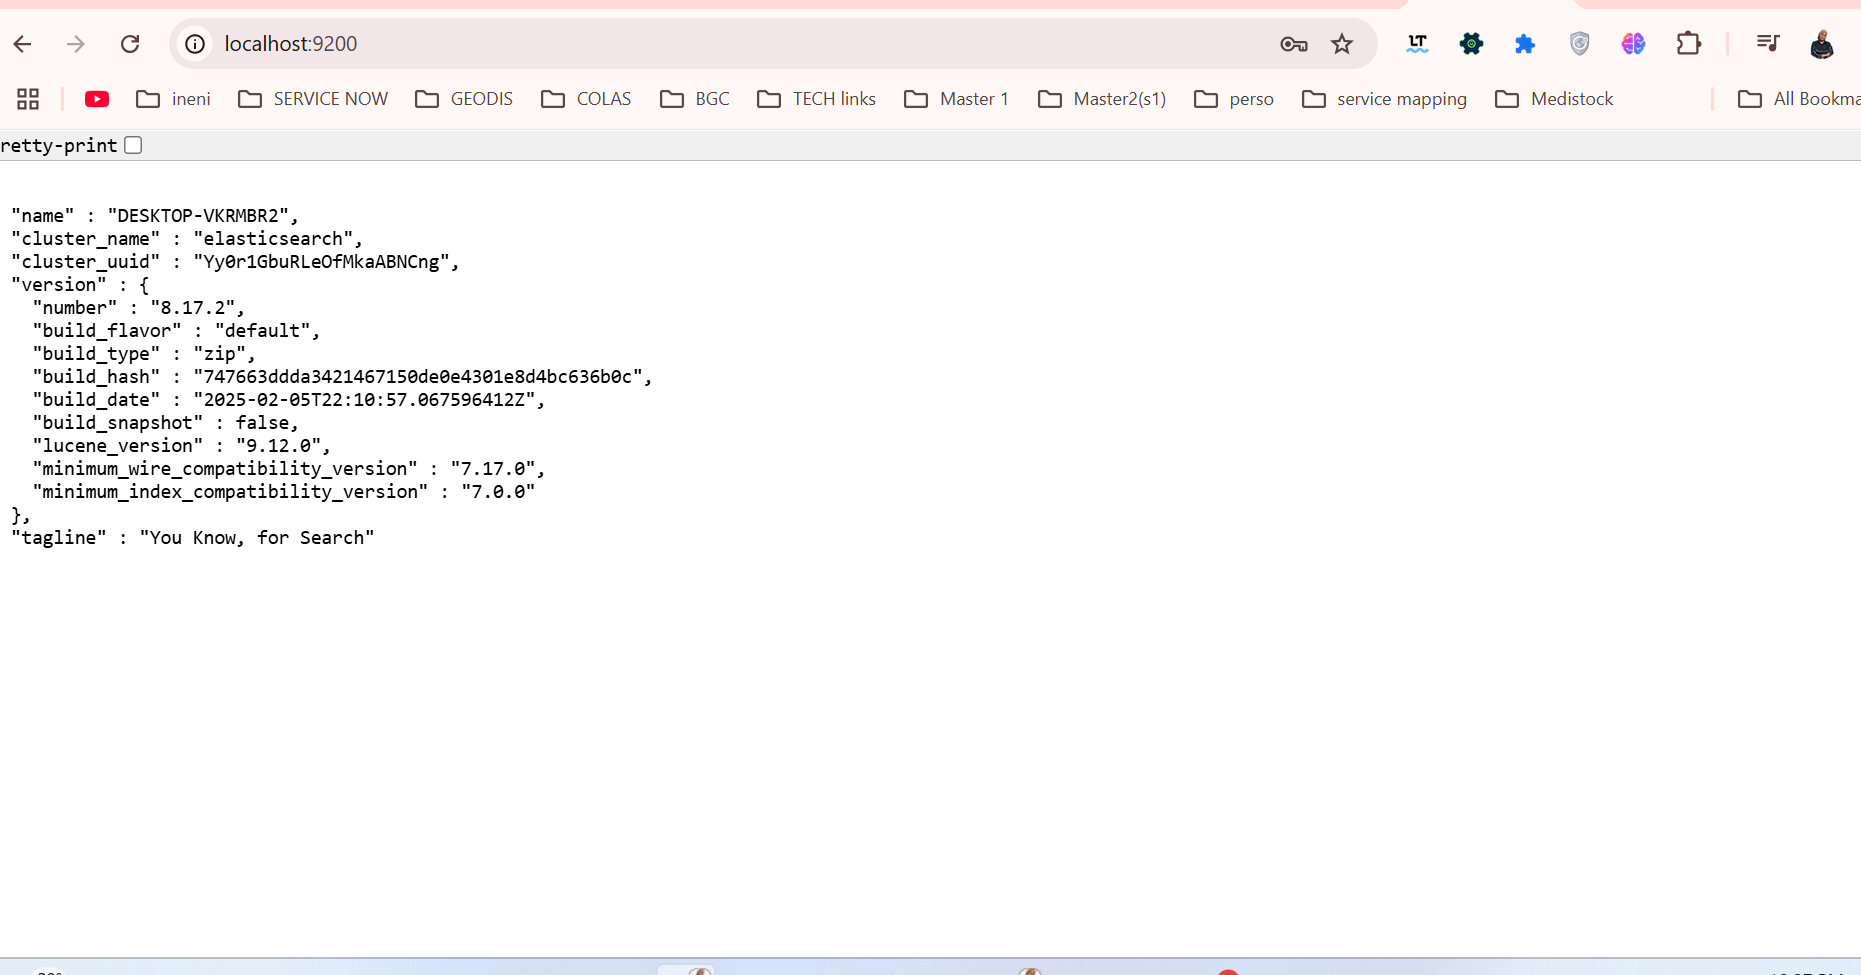 localhost:9200
LT
ineni SERVICE NOW GEODIS COLAS BGC TECH links Master 1 Master2(s1) perso service mapping Medistock All Bookma
retty-print
"name" : "DESKTOP-VKRMBR2",
"cluster_name" : "elasticsearch",
"cluster_uuid" : "Yy0r1GbuRLeOfMkaABNCng",
"version" : {
"number" : "8.17.2",
"build_flavor" : "default",
"build_type" : "zip",
"build_hash" : "747663ddda3421467150de0e4301e8d4bc636b0c",
"build_date" : "2025-02-05T22:10:57.067596412Z",
"build_snapshot" : false,
"lucene_version" : "9.12.0",
"minimum_wire_compatibility_version" : "7.17.0",
"minimum_index_compatibility_version" : "7.0.0"
},
"tagline" : "You Know, for Search"